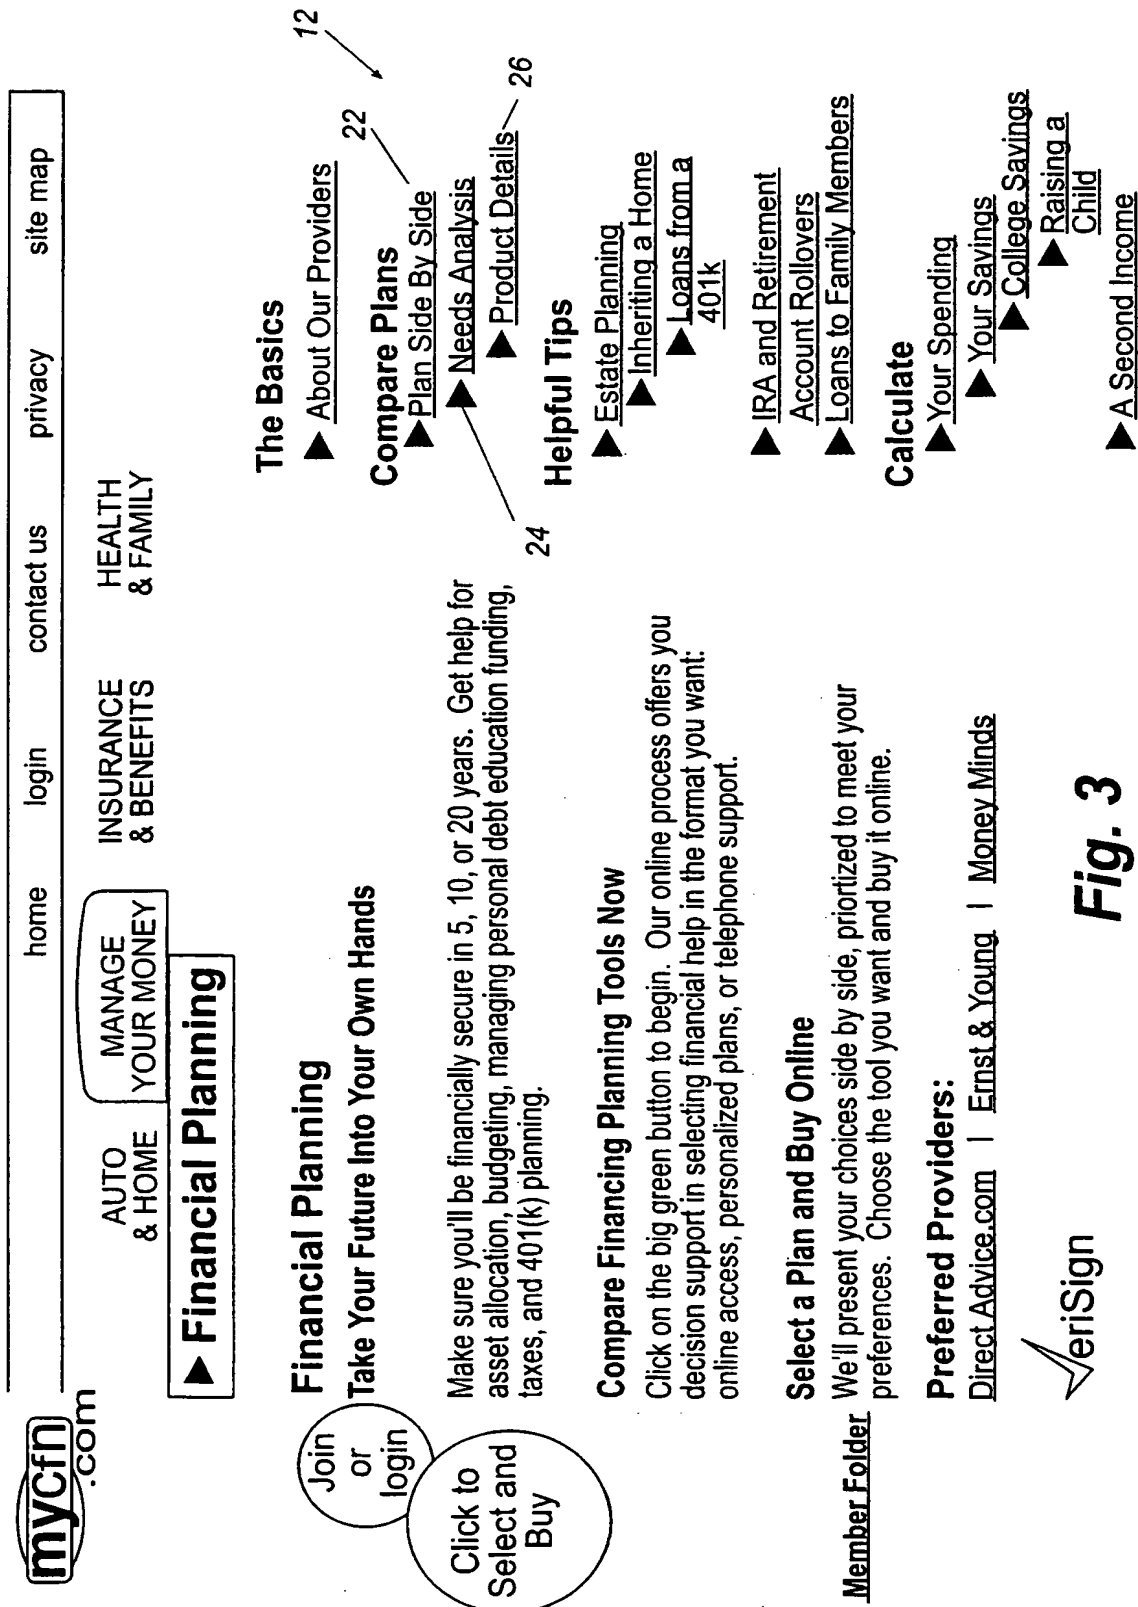 mycfn
.com
home login contact us privacy site map
AUTO
& HOME
MANAGE
YOUR MONEY
INSURANCE
& BENEFITS
HEALTH
& FAMILY
▶ Financial Planning
Join
or
login
Click to
Select and
Buy
Member Folder
Financial Planning
Take Your Future Into Your Own Hands
Make sure you'll be financially secure in 5, 10, or 20 years. Get help for
asset allocation, budgeting, managing personal debt education funding,
taxes, and 401(k) planning.
Compare Financing Planning Tools Now
Click on the big green button to begin. Our online process offers you
decision support in selecting financial help in the format you want:
online access, personalized plans, or telephone support.
Select a Plan and Buy Online
We'll present your choices side by side, priortized to meet your
preferences. Choose the tool you want and buy it online.
Preferred Providers:
Direct Advice.com | Ernst & Young | Money Minds
VeriSign
The Basics
▶ About Our Providers
Compare Plans
▶ Plan Side By Side
▶ Needs Analysis
▶ Product Details
Helpful Tips
▶ Estate Planning
▶ Inheriting a Home
▶ Loans from a
401k
▶ IRA and Retirement
Account Rollovers
▶ Loans to Family Members
Calculate
▶ Your Spending
▶ Your Savings
▶ College Savings
▶ Raising a
Child
▶ A Second Income
12
22
24
26
Fig. 3